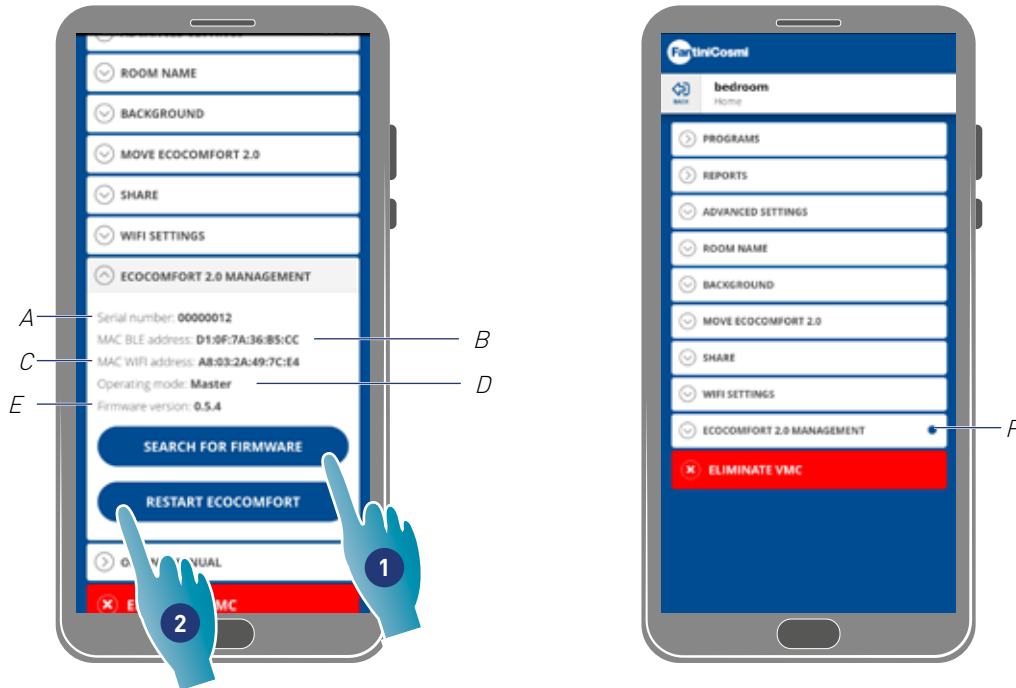 ROOM NAME
BACKGROUND
MOVE ECOCOMFORT 2.0
SHARE
WIFI SETTINGS
ECOCOMFORT 2.0 MANAGEMENT
A
Serial number: 00000012
MAC BLE address: D1:0F:7A:36:B5:CC
B
C
MAC WIFI address: A8:03:2A:49:7C:E4
Operating mode: Master
D
E
Firmware version: 0.5.4
SEARCH FOR FIRMWARE
RESTART ECOCOMFORT
1
2
FantiniCosmi
BACK
bedroom
Home
PROGRAMS
REPORTS
ADVANCED SETTINGS
ROOM NAME
BACKGROUND
MOVE ECOCOMFORT 2.0
SHARE
WIFI SETTINGS
ECOCOMFORT 2.0 MANAGEMENT
F
ELIMINATE VMC